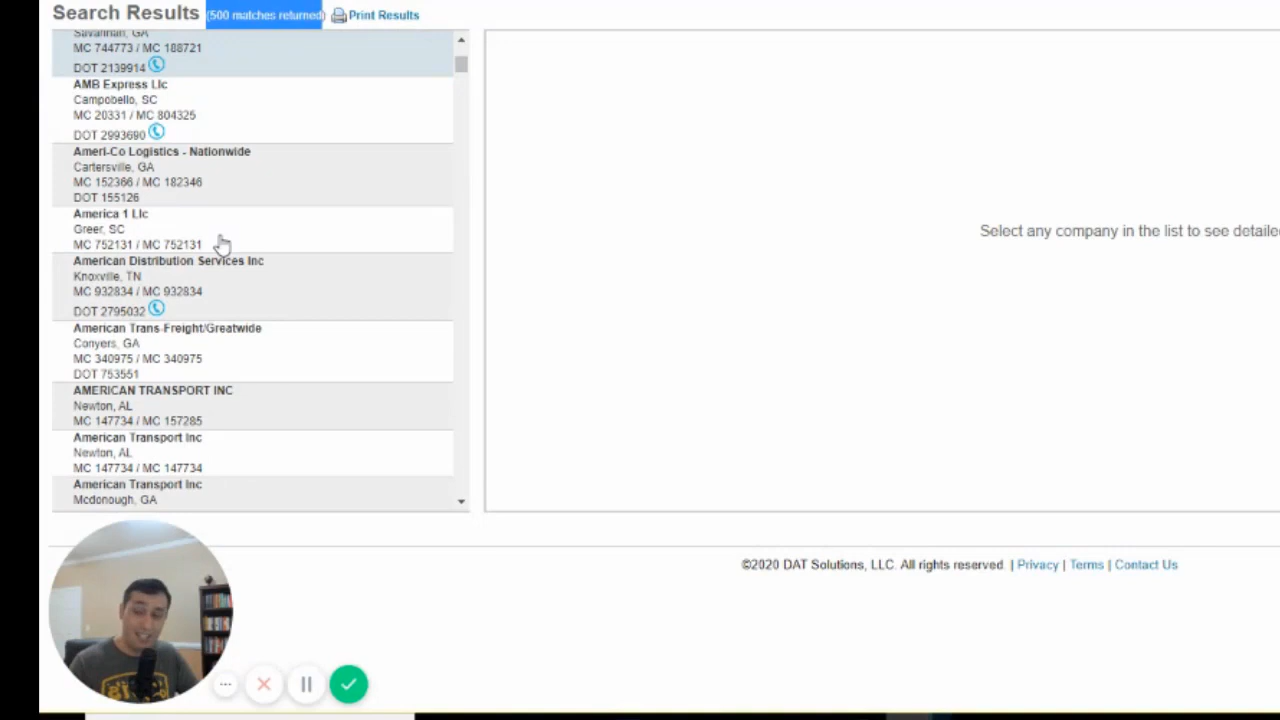 Search Results (500 matches returned) Print Results
Savannah, GA
MC 744773 / MC 188721
DOT 2139914
AMB Express Llc
Campobello, SC
MC 20331 / MC 804325
DOT 2993690
Ameri-Co Logistics - Nationwide
Cartersville, GA
MC 152366 / MC 182346
DOT 155126
America 1 Llc
Greer, SC
MC 752131 / MC 752131
American Distribution Services Inc
Knoxville, TN
MC 932834 / MC 932834
DOT 2795032
American Trans-Freight/Greatwide
Conyers, GA
MC 340975 / MC 340975
DOT 753551
AMERICAN TRANSPORT INC
Newton, AL
MC 147734 / MC 157285
American Transport Inc
Newton, AL
MC 147734 / MC 147734
American Transport Inc
Mcdonough, GA
Select any company in the list to see detaile
©2020 DAT Solutions, LLC. All rights reserved. | Privacy | Terms | Contact Us